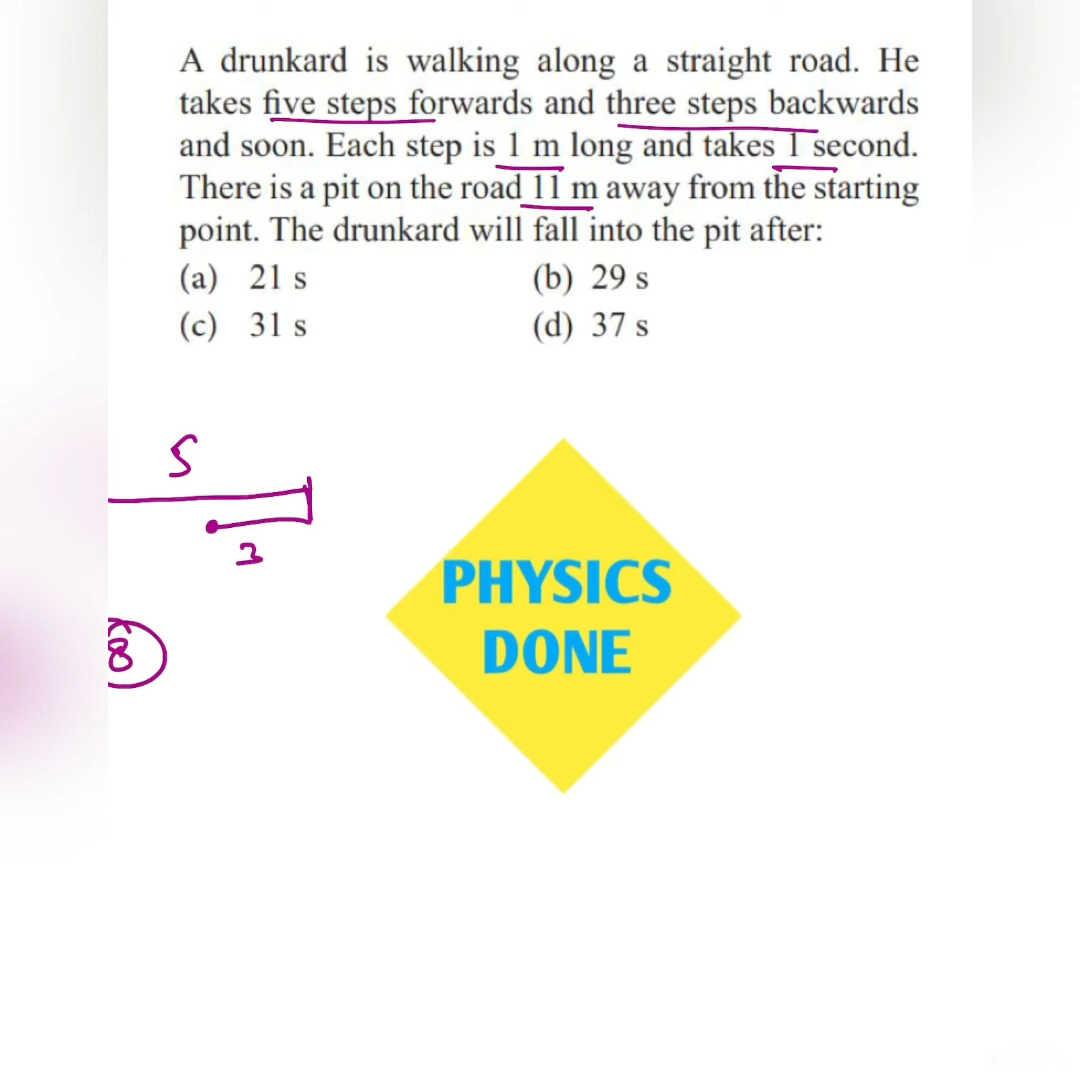 A drunkard is walking along a straight road. He
takes five steps forwards and three steps backwards
and soon. Each step is 1 m long and takes 1 second.
There is a pit on the road 11 m away from the starting
point. The drunkard will fall into the pit after:
(a) 21 s (b) 29 s
(c) 31 s (d) 37 s
5
3
8
PHYSICS
DONE